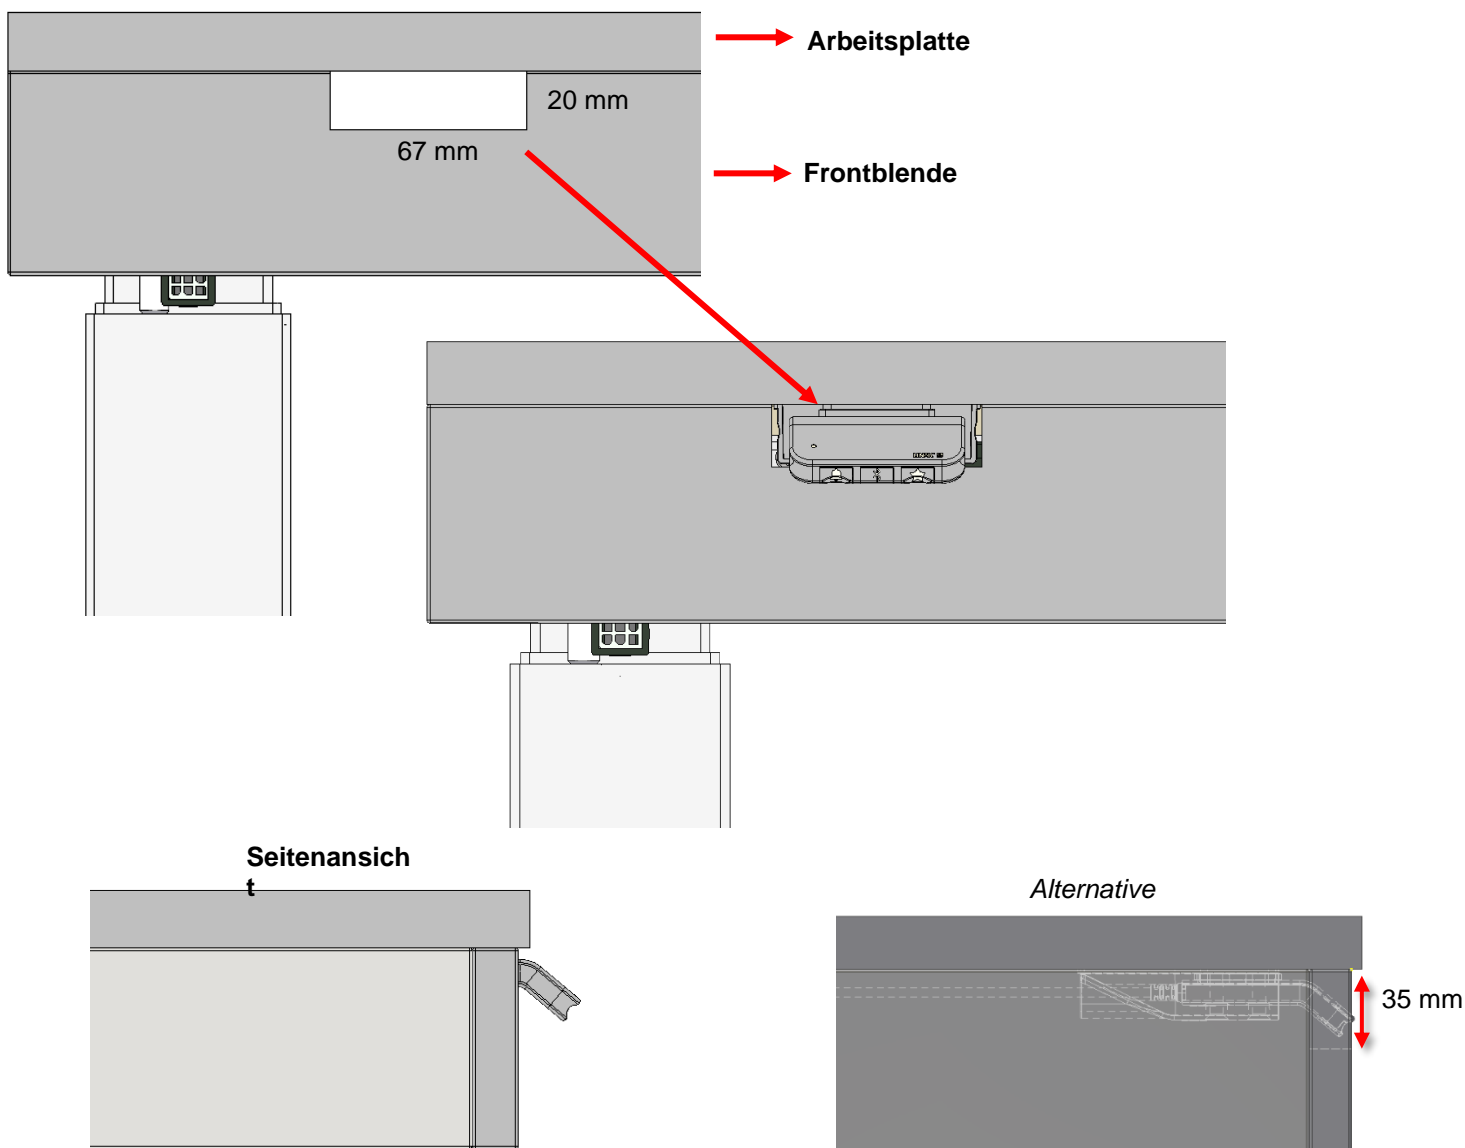 Arbeitsplatte
20 mm
67 mm
Frontblende
Seitenansich
t
Alternative
35 mm